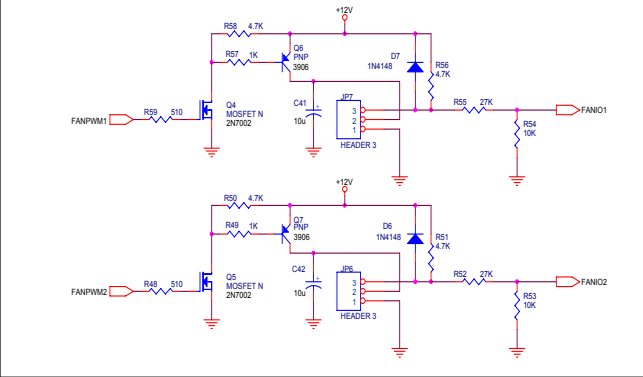 +12V
R58 4.7K
R57 1K
Q6
PNP
3906
D7
1N4148
R56
4.7K
Q4
MOSFET N
2N7002
C41
10u
+
JP7
3
2
1
HEADER 3
R55 27K
FANIO1
R59 510
FANPWM1
R54
10K
+12V
R50 4.7K
R49 1K
Q7
PNP
3906
D6
1N4148
R51
4.7K
Q5
MOSFET N
2N7002
C42
10u
+
JP6
3
2
1
HEADER 3
R52 27K
FANIO2
R48 510
FANPWM2
R53
10K